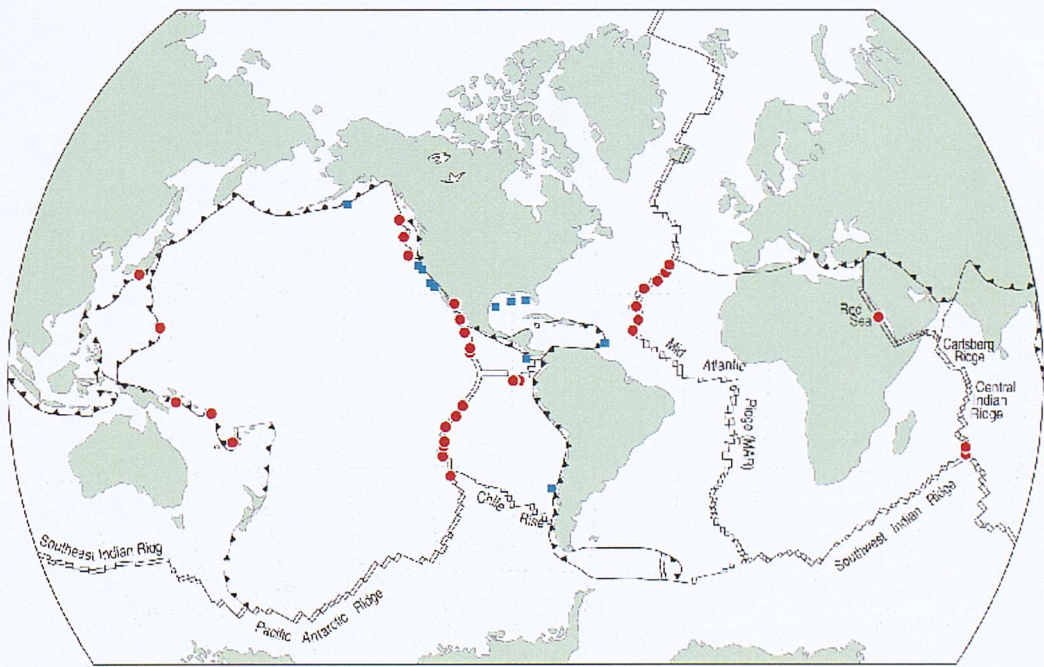 Red
Sea
Carlsberg
Ridge
Mid
Atlantic
Central
Indian
Ridge
Ridge (MAR)
Chile Rise
Southeast Indian Ridg
Southwest Indian Ridge
Pacific Antarctic Ridge